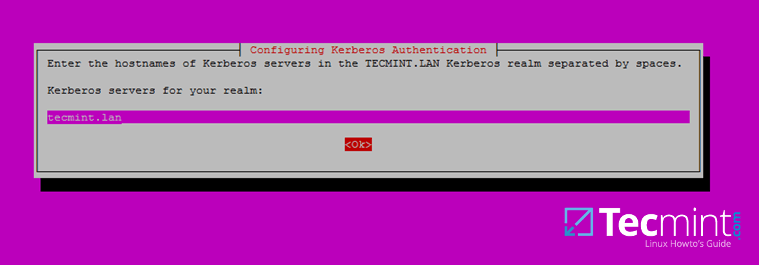 Configuring Kerberos Authentication
Enter the hostnames of Kerberos servers in the TECMINT.LAN Kerberos realm separated by spaces.
Kerberos servers for your realm:
tecmint.lan
<Ok>
Tecmint.com
Linux Howto's Guide